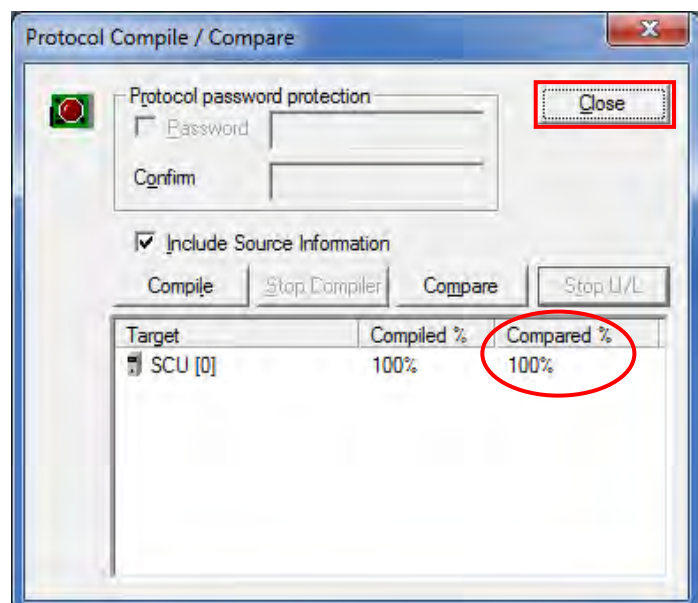 Protocol Compile / Compare
Protocol password protection
Close
Password
Confirm
Include Source Information
Compile Stop Compiler Compare Stop U/L
Target Compiled % Compared %
SCU [0] 100% 100%